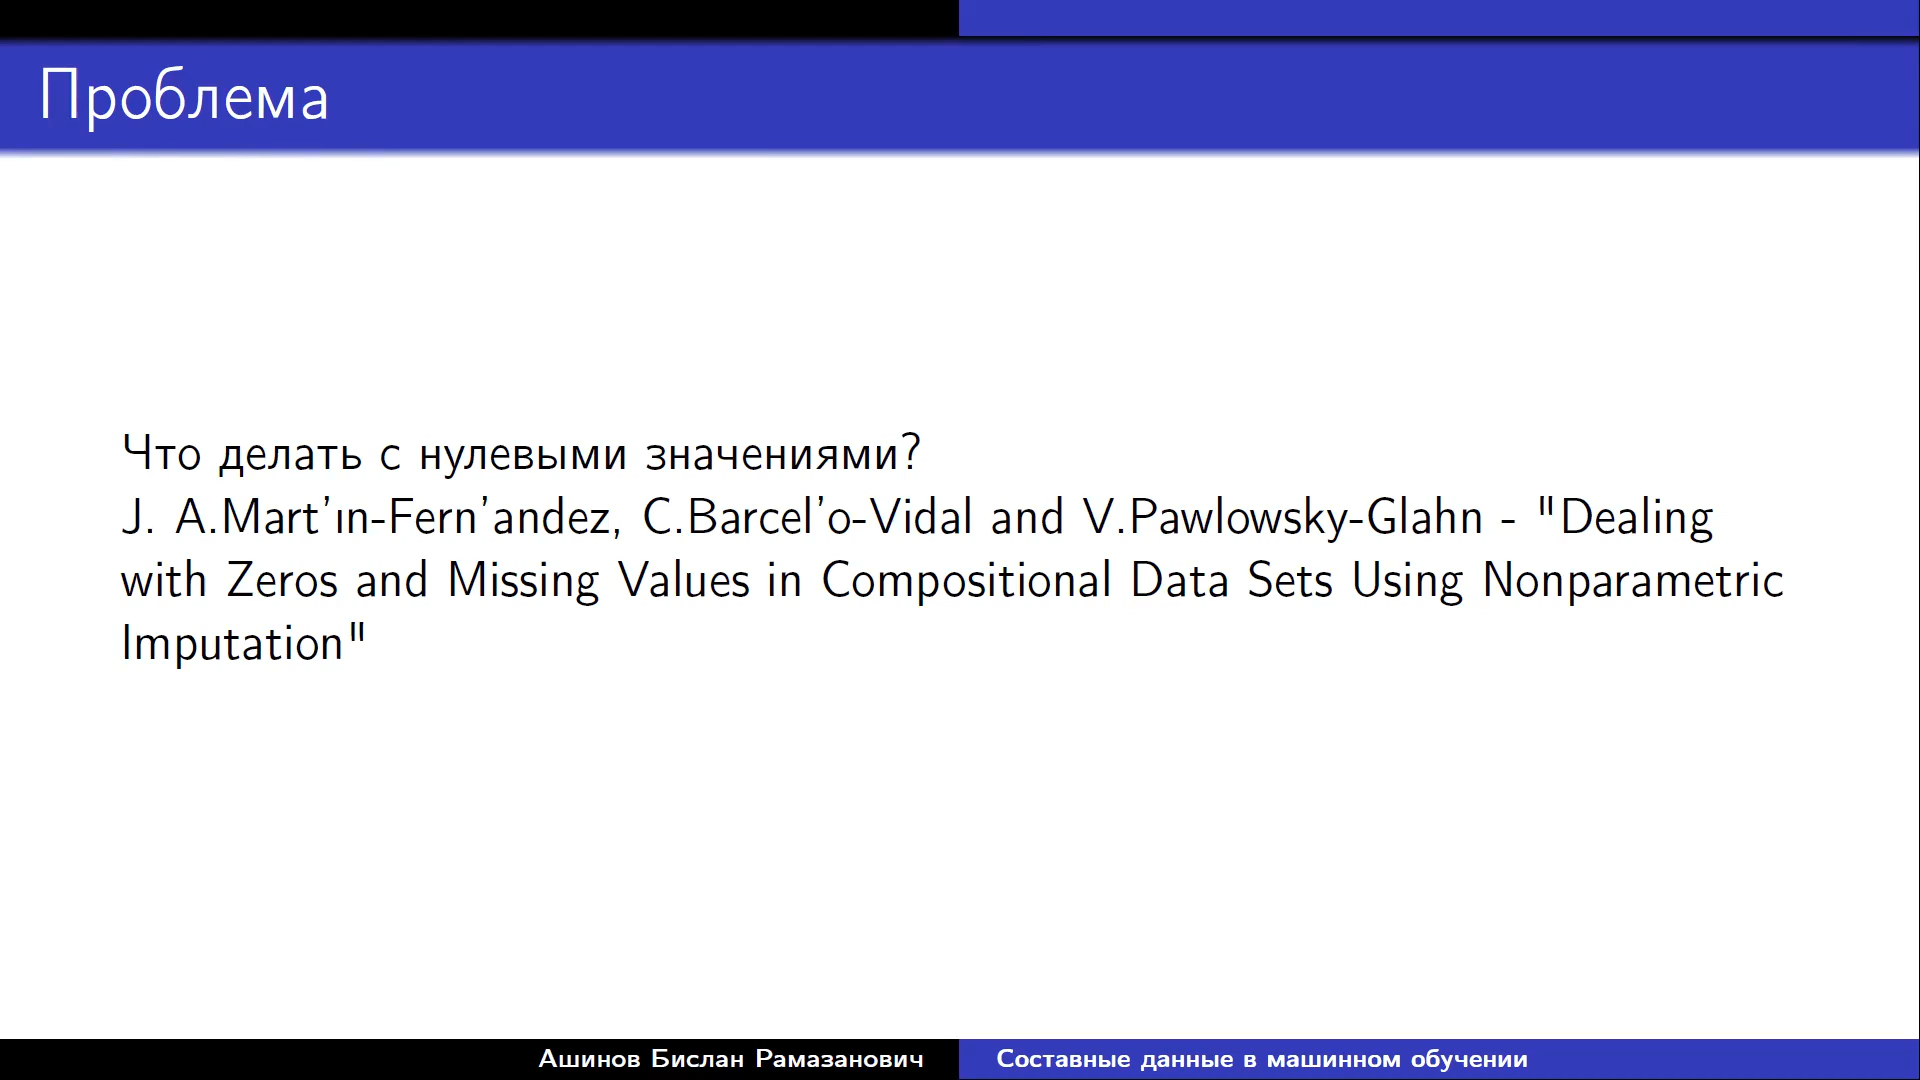 Проблема
Что делать с нулевыми значениями?
J. A.Mart’ın-Fern’andez, C.Barcel’o-Vidal and V.Pawlowsky-Glahn - "Dealing
with Zeros and Missing Values in Compositional Data Sets Using Nonparametric
Imputation"
Ашинов Бислан Рамазанович
Составные данные в машинном обучении